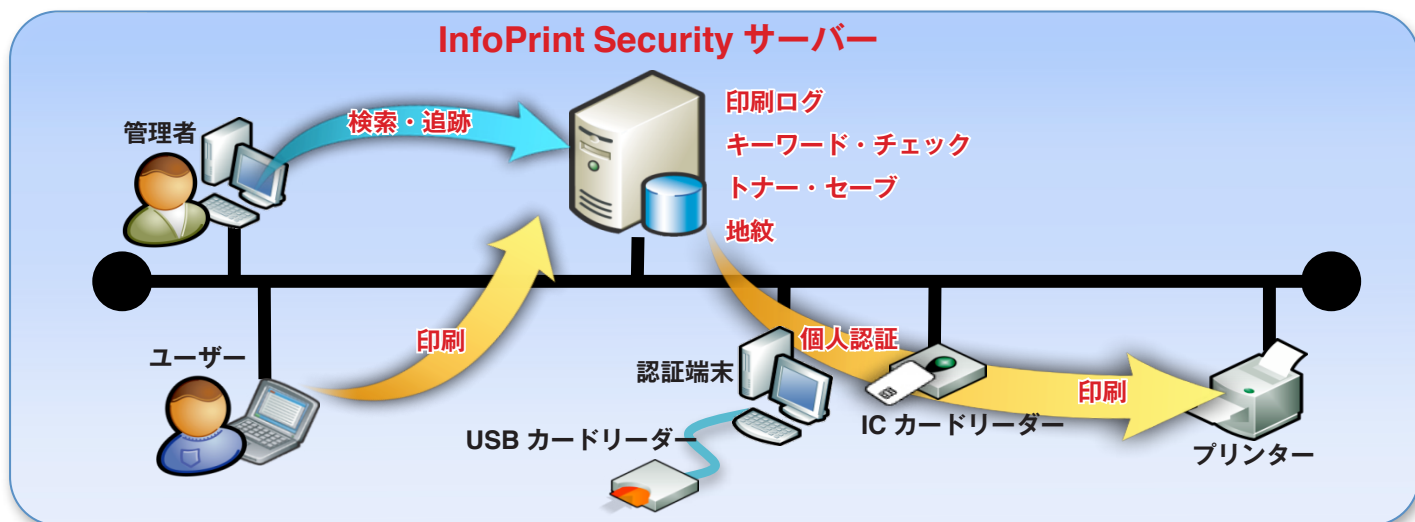 InfoPrint Security サーバー
管理者
検索・追跡
印刷ログ
キーワード・チェック
トナー・セーブ
地紋
ユーザー
印刷
認証端末
個人認証
USB カードリーダー
IC カードリーダー
印刷
プリンター